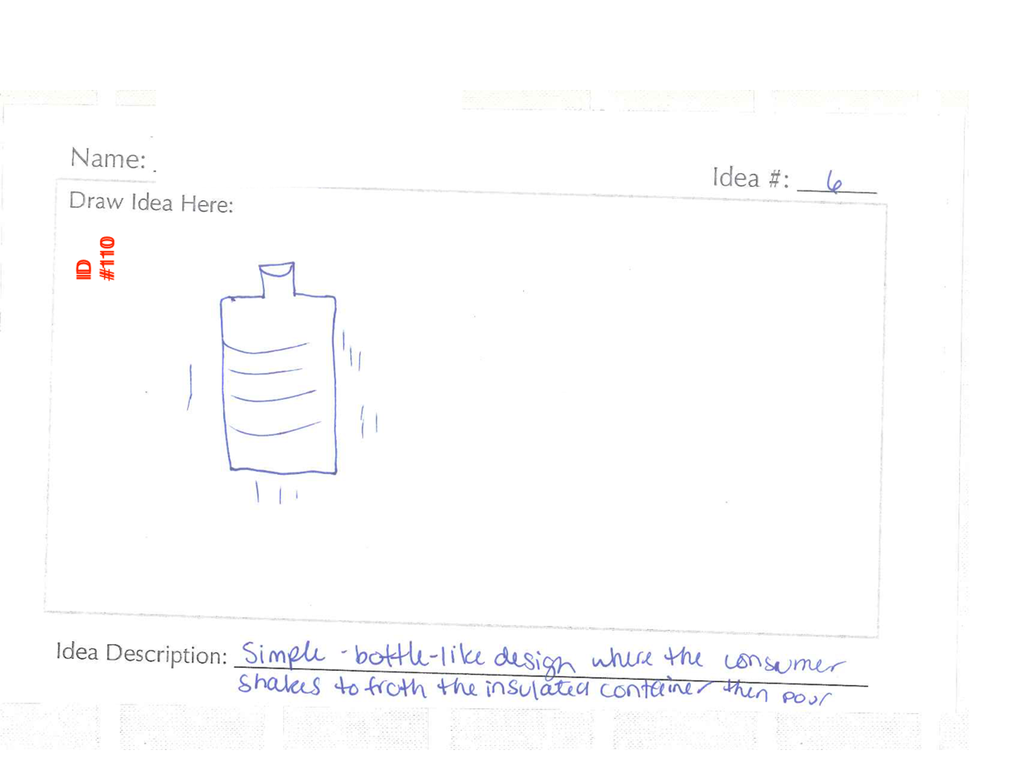 Name:
Idea #: 6
Draw Idea Here:
ID
#110
Idea Description: Simple - bottle-like design where the consumer
shakes to froth the insulated container then pour